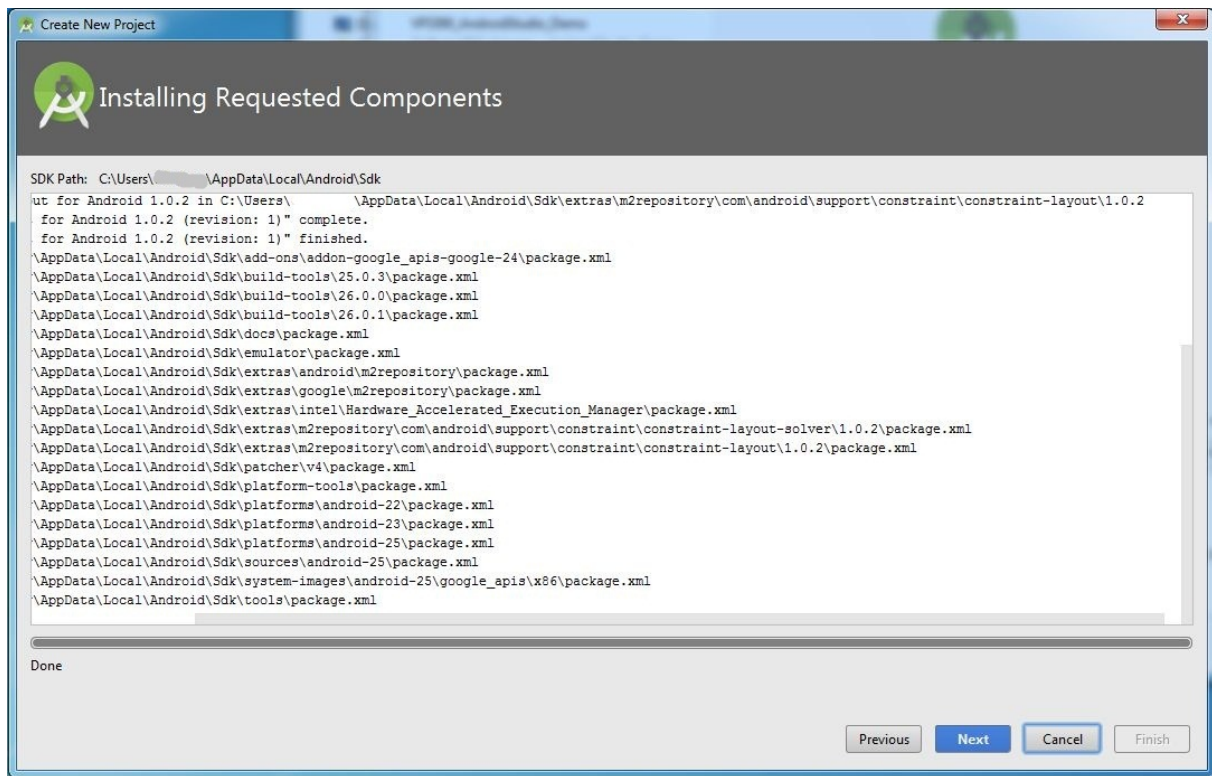 Create New Project
Installing Requested Components
SDK Path: C:\Users\ \AppData\Local\Android\Sdk
ut for Android 1.0.2 in C:\Users\ \AppData\Local\Android\Sdk\extras\m2repository\com\android\support\constraint\constraint-layout\1.0.2
for Android 1.0.2 (revision: 1)" complete.
for Android 1.0.2 (revision: 1)" finished.
\AppData\Local\Android\Sdk\add-ons\addon-google_apis-google-24\package.xml
\AppData\Local\Android\Sdk\build-tools\25.0.3\package.xml
\AppData\Local\Android\Sdk\build-tools\26.0.0\package.xml
\AppData\Local\Android\Sdk\build-tools\26.0.1\package.xml
\AppData\Local\Android\Sdk\docs\package.xml
\AppData\Local\Android\Sdk\emulator\package.xml
\AppData\Local\Android\Sdk\extras\android\m2repository\package.xml
\AppData\Local\Android\Sdk\extras\google\m2repository\package.xml
\AppData\Local\Android\Sdk\extras\intel\Hardware_Accelerated_Execution_Manager\package.xml
\AppData\Local\Android\Sdk\extras\m2repository\com\android\support\constraint\constraint-layout-solver\1.0.2\package.xml
\AppData\Local\Android\Sdk\extras\m2repository\com\android\support\constraint\constraint-layout\1.0.2\package.xml
\AppData\Local\Android\Sdk\patcher\v4\package.xml
\AppData\Local\Android\Sdk\platform-tools\package.xml
\AppData\Local\Android\Sdk\platforms\android-22\package.xml
\AppData\Local\Android\Sdk\platforms\android-23\package.xml
\AppData\Local\Android\Sdk\platforms\android-25\package.xml
\AppData\Local\Android\Sdk\sources\android-25\package.xml
\AppData\Local\Android\Sdk\system-images\android-25\google_apis\x86\package.xml
\AppData\Local\Android\Sdk\tools\package.xml
Done
Previous Next Cancel Finish